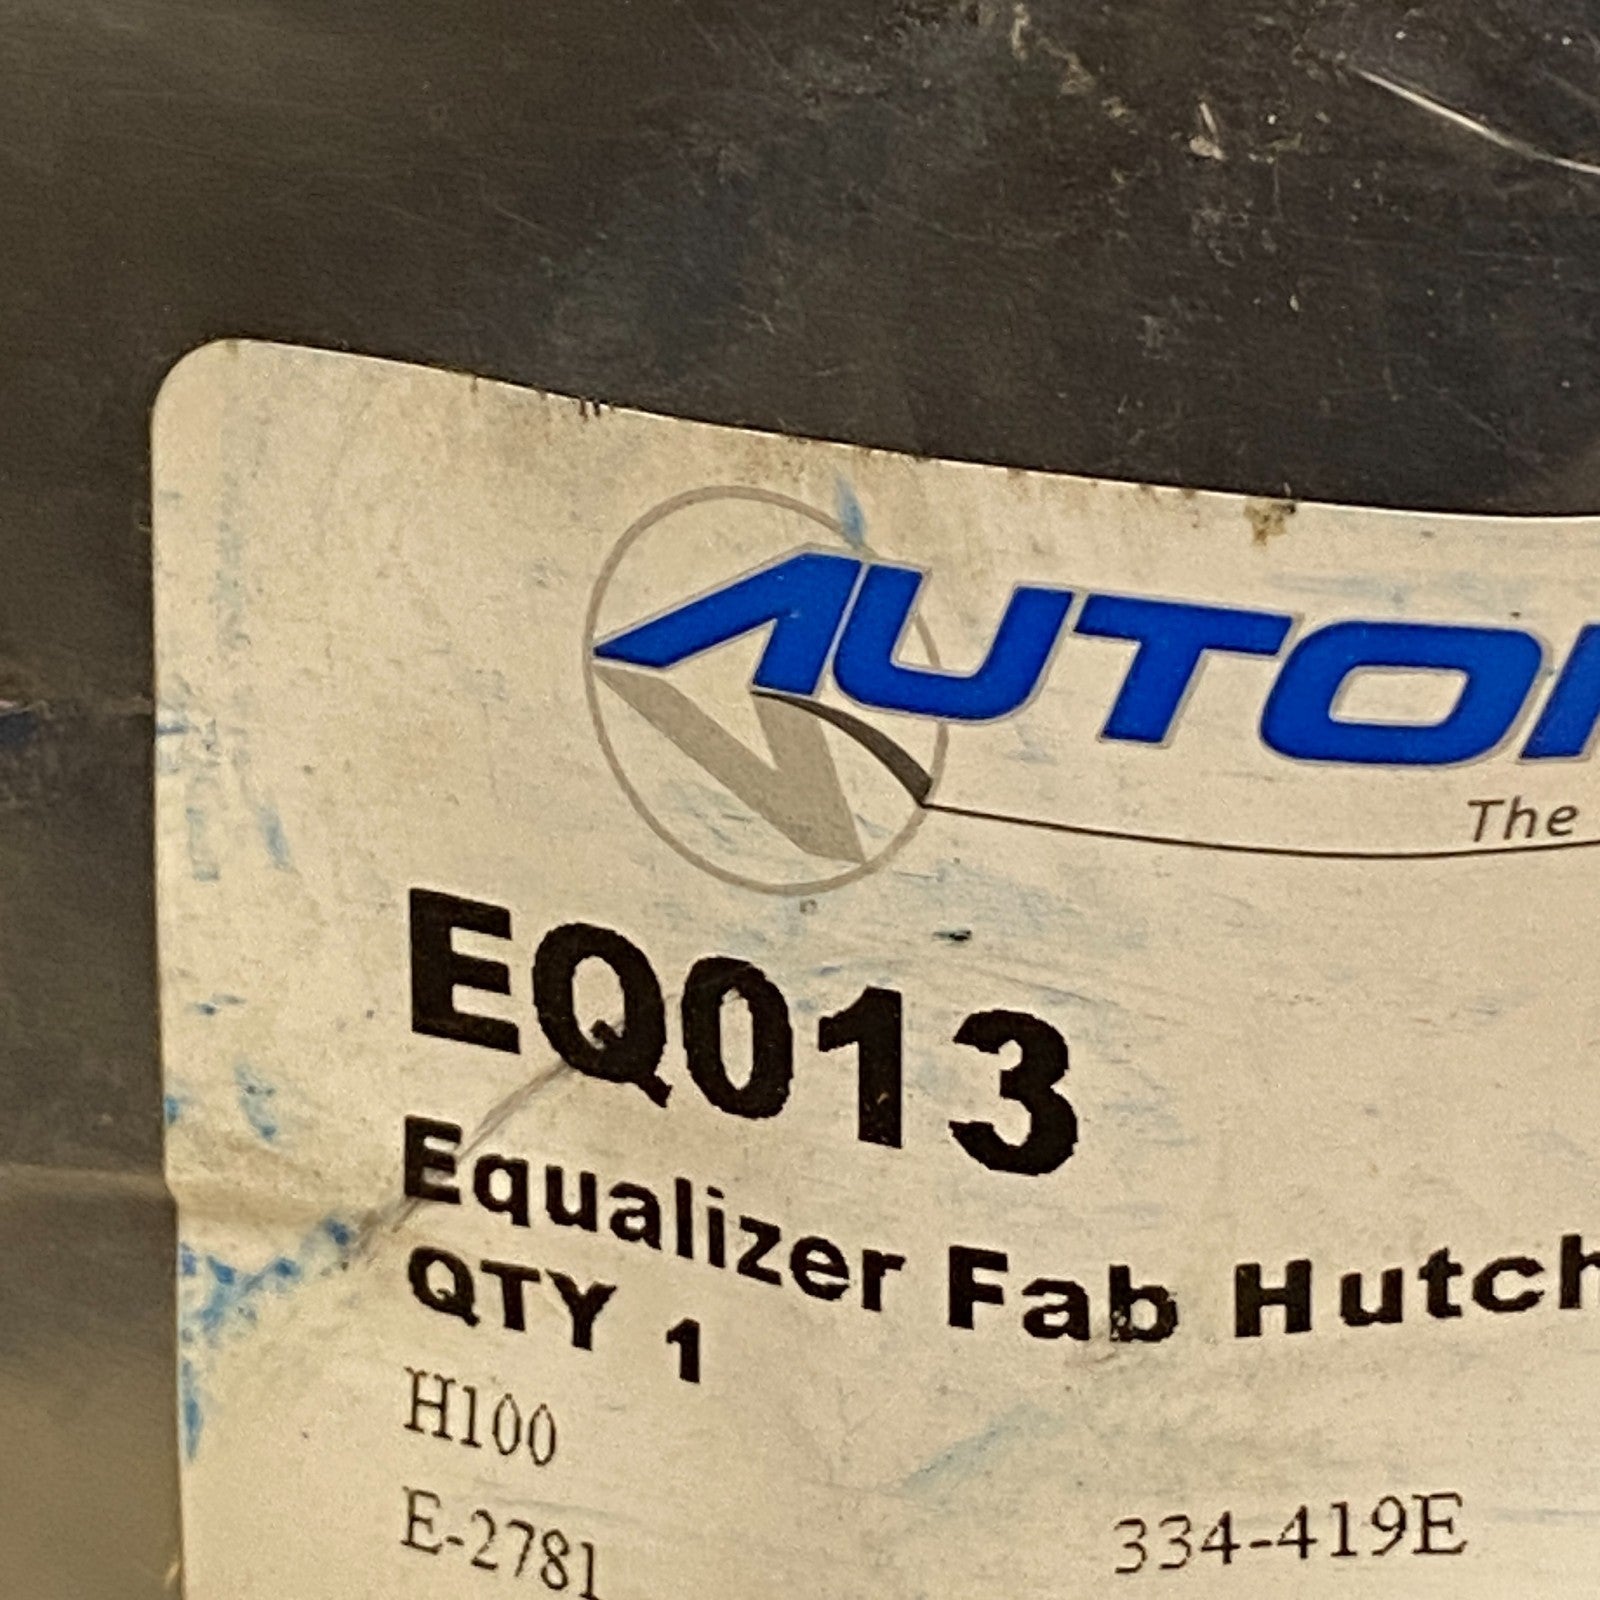 AUTO
The
EQ013
Equalizer Fab Hutch
QTY 1
H100
E-2781 334-419E